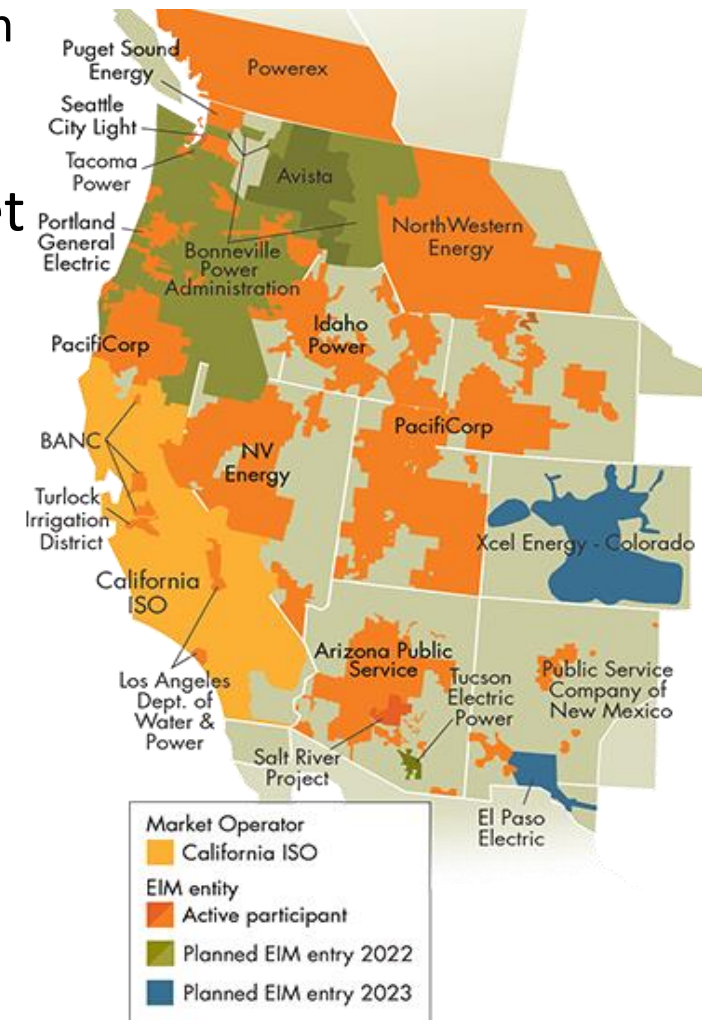 Puget Sound
Energy
Powerex
Seattle
City Light
Tacoma
Power
Avista
Portland
General
Electric
Bonneville
Power
Administration
NorthWestern
Energy
Idaho
Power
PacifiCorp
PacifiCorp
BANC
NV
Energy
Turlock
Irrigation
District
Xcel Energy - Colorado
California
ISO
Arizona Public
Service
Los Angeles
Dept. of
Water &
Power
Tucson
Electric
Power
Public Service
Company of
New Mexico
Salt River
Project
El Paso
Electric
Market Operator
California ISO
EIM entity
Active participant
Planned EIM entry 2022
Planned EIM entry 2023